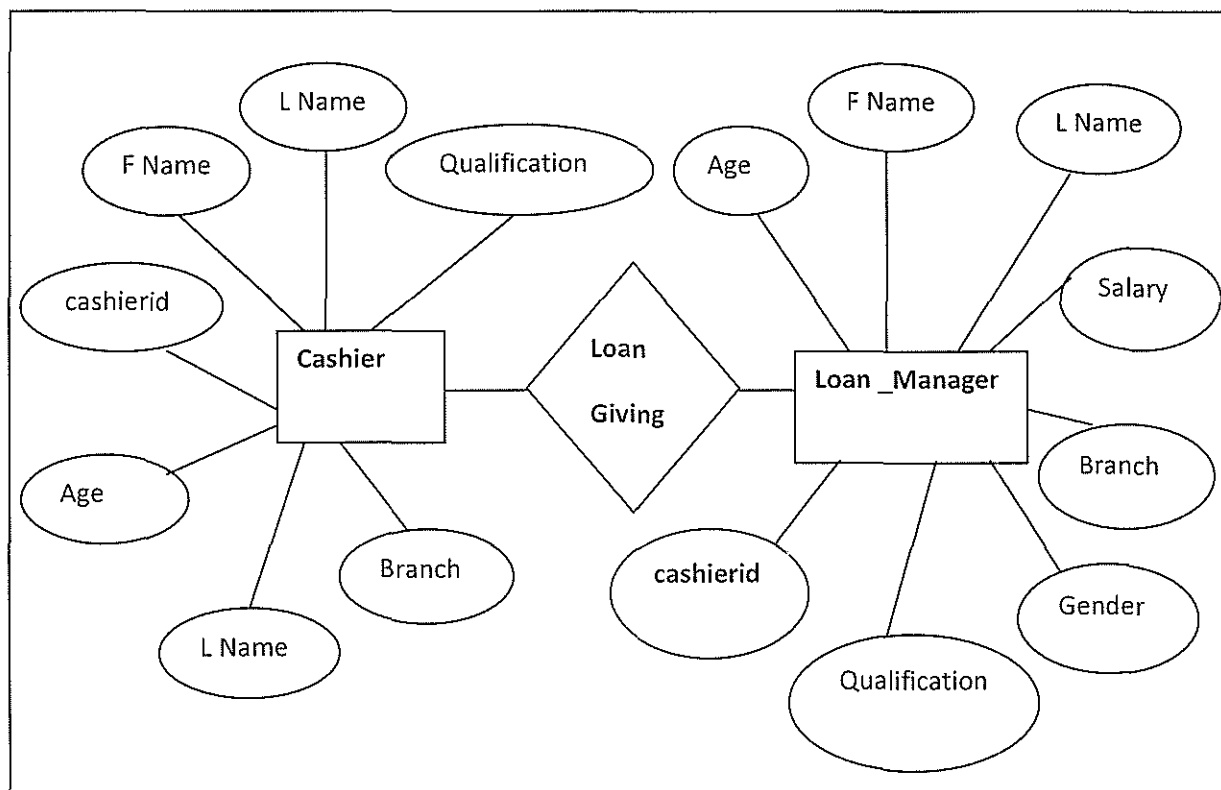 L Name
F Name
Qualification
cashierid
Cashier
Age
L Name
Branch
Loan
Giving
Age
F Name
L Name
Salary
Loan _Manager
Branch
cashierid
Gender
Qualification